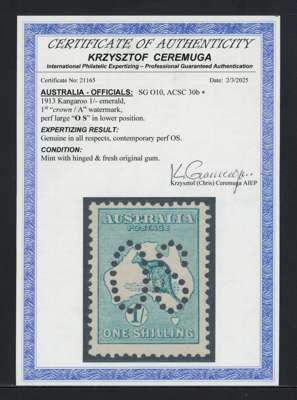 CERTIFICATE OF AUTHENTICITY
KRZYSZTOF CEREMUGA
International Philatelic Expertizing – Professional Guaranteed Authentication
Certificate No: 21165
Date: 2/3/2025
AUSTRALIA - OFFICIALS: SG O10, ACSC 30b *
1913 Kangaroo 1/- emerald,
1st "crown / A" watermark,
perf large "O S" in lower position.
EXPERTIZING RESULT:
Genuine in all respects, contemporary perf OS.
CONDITION:
Mint with hinged & fresh original gum.
Krzysztof (Chris) Ceremuga AIEP
AUSTRALIA
POSTAGE
OS
1/-
ONE SHILLING